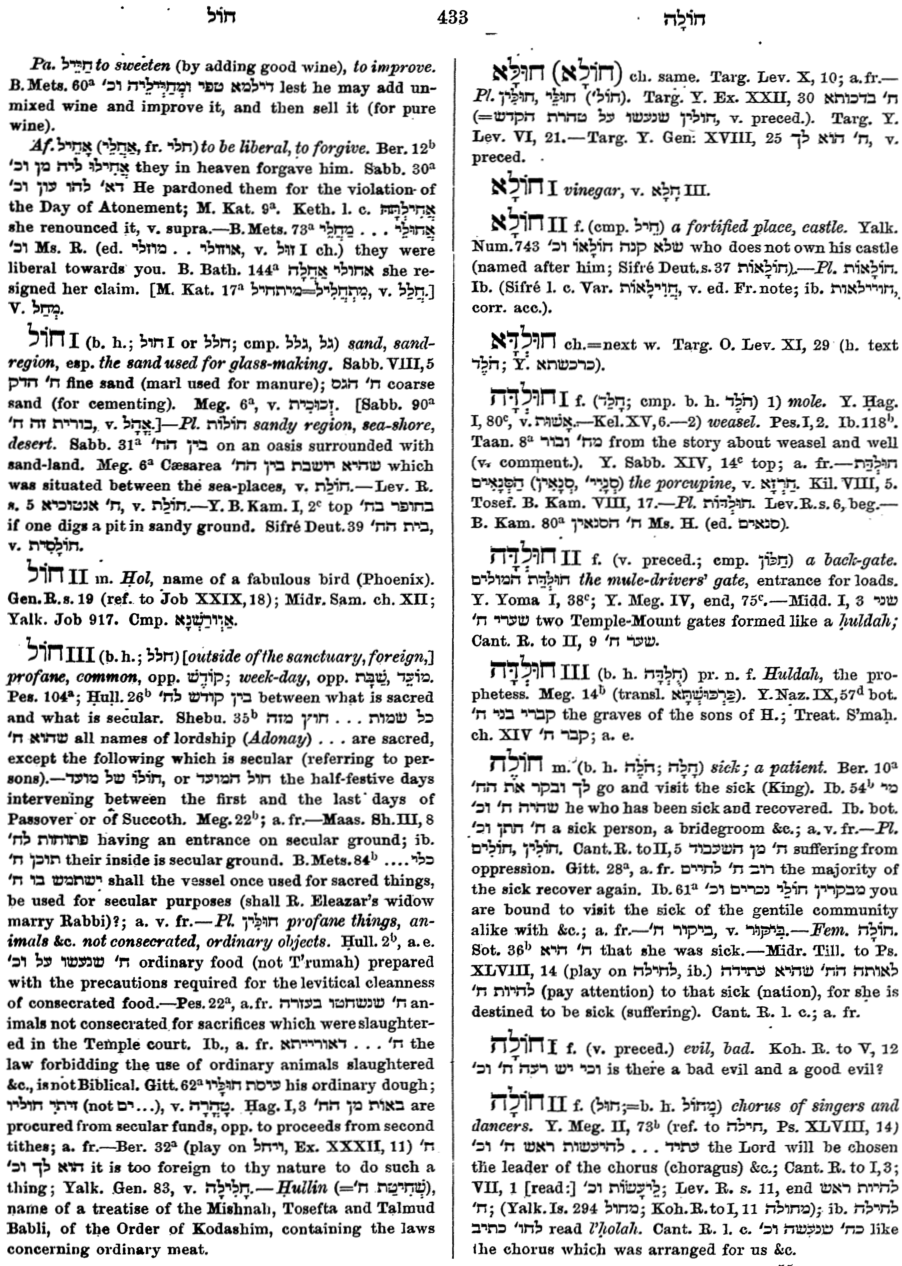 חוֹל
433
חוֹלָה
Pa. חַיֵּיל to sweeten (by adding good wine), to improve.
B. Mets. 60ᵃ דילמא טפי וּמְחַיְּילֵיהּ וכ׳ lest he may add un-
mixed wine and improve it, and then sell it (for pure
wine).
Af. אָחֵיל (אַחֲלֵי, fr. חלי) to be liberal, to forgive. Ber. 12ᵇ
אֲחִילוּ ליה מן וכ׳ they in heaven forgave him. Sabb. 30ᵃ
דא׳ להו עון וכ׳ He pardoned them for the violation of
the Day of Atonement; M. Kat. 9ᵃ. Keth. l. c. אֲחִילְתֵּהּ
she renounced it, v. supra.—B. Mets. 73ᵃ אֲחוּלֵי ... מַחֲלֵי
וכ׳ Ms. R. (ed. אוזולי . . מוזלי, v. זוּל I ch.) they were
liberal towards you. B. Bath. 144ᵃ אחולי אַחֲלָהּ she re-
signed her claim. [M. Kat. 17ᵃ מִתְחֲלֵיל=מיתחיל, v. חֲלַל.]
V. מְחַל.
חוֹל I (b. h.; חול I or חלל; cmp. גל, גלל) sand, sand-
region, esp. the sand used for glass-making. Sabb. VIII, 5
ח׳ הדק fine sand (marl used for manure); ח׳ הגס coarse
sand (for cementing). Meg. 6ᵃ, v. זְכוּכִית. [Sabb. 90ᵃ
בורית זה ח׳, v. אֲהָל.]—Pl. חוֹלוֹת sandy region, sea-shore,
desert. Sabb. 31ᵃ בין הח׳ on an oasis surrounded with
sand-land. Meg. 6ᵃ Cæsarea שהיא יושבת בין הח׳ which
was situated between the sea-places, v. חוֹלַת.—Lev. R.
s. 5 ח׳ אנטוכיא, v. חוֹלַת.—Y. B. Kam. I, 2ᶜ top בחופר בח׳
if one digs a pit in sandy ground. Sifré Deut. 39 בית הח׳,
v. חוֹלְסִית.
חוֹל II m. Ḥol, name of a fabulous bird (Phoenix).
Gen. R. s. 19 (ref. to Job XXIX, 18); Midr. Sam. ch. XII;
Yalk. Job 917. Cmp. אֲוַּרְשָׁנָא.
חוֹל III (b. h.; חלל) [outside of the sanctuary, foreign,]
profane, common, opp. קוֹדֶשׁ; week-day, opp. שַׁבָּת, מוֹעֵד.
Pes. 104ᵃ; Ḥull. 26ᵇ בין קודש לח׳ between what is sacred
and what is secular. Shebu. 35ᵇ כל שמות ... חוץ מזה
שהוא ח׳ all names of lordship (Adonay) . . . are sacred,
except the following which is secular (referring to per-
sons).—חוֹלוֹ של מועד, or חול המועד the half-festive days
intervening between the first and the last days of
Passover or of Succoth. Meg. 22ᵇ; a. fr.—Maas. Sh. III, 8
פתוחות לח׳ having an entrance on secular ground; ib.
תוכן ח׳ their inside is secular ground. B. Mets. 84ᵇ כלי ....
ישתמש בו ח׳ shall the vessel once used for sacred things,
be used for secular purposes (shall R. Eleazar's widow
marry Rabbi)?; a. v. fr.—Pl. חוּלִּין profane things, an-
imals &c. not consecrated, ordinary objects. Ḥull. 2ᵇ, a. e.
ח׳ שנעשו על וכ׳ ordinary food (not T'rumah) prepared
with the precautions required for the levitical cleanness
of consecrated food.—Pes. 22ᵃ, a. fr. ח׳ שנשחטו בעזרה an-
imals not consecrated for sacrifices which were slaughter-
ed in the Temple court. Ib., a. fr. ח׳ ... דאורייתא the
law forbidding the use of ordinary animals slaughtered
&c., is not Biblical. Gitt. 62ᵃ עיסת חוּלָּיו his ordinary dough;
(not ים...) חוליו, v. טָהֳרָה. Ḥag. I, 3 באות מן הח׳ are
procured from secular funds, opp. to proceeds from second
tithes; a. fr.—Ber. 32ᵃ (play on ויחל, Ex. XXXII, 11) ח׳
הוא לך וכ׳ it is too foreign to thy nature to do such a
thing; Yalk. Gen. 83, v. חָלִילָה.—Ḥullin (=שְׁחִיטַת ח׳),
name of a treatise of the Mishnah, Tosefta and Talmud
Babli, of the Order of Kodashim, containing the laws
concerning ordinary meat.
חוּלָּא (חוֹלָא) ch. same. Targ. Lev. X, 10; a. fr.—
Pl. חוּלֵּי, חוּלִּין (חול׳). Targ. Y. Ex. XXII, 30 ח׳ בדכותא
(=חולין שנעשו על טהרת הקדש, v. preced.). Targ. Y.
Lev. VI, 21.—Targ. Y. Gen. XVIII, 25 ח׳ הוא לך, v.
preced.
חוֹלָא I vinegar, v. חָלָא III.
חוֹלָא II f. (cmp. חֵיל) a fortified place, castle. Yalk.
Num. 743 שלא קנה חוֹלָאוֹ וכ׳ who does not own his castle
(named after him; Sifré Deut. s. 37 חוֹלָאוֹת).—Pl. חוֹלָאוֹת.
Ib. (Sifré l. c. Var. חֲוִילָאוֹת, v. ed. Fr. note; ib. חווילאות,
corr. acc.).
חוּלְדָּא ch.=next w. Targ. O. Lev. XI, 29 (h. text
חֹלֶד; Y. כרכשתא).
חוּלְדָּה I f. (חלד; cmp. b. h. חֹלֶד) 1) mole. Y. Ḥag.
I, 80ᶜ, v. אִשּׁוּת.—Kel. XV, 6.—2) weasel. Pes. I, 2. Ib. 118ᵇ.
Taan. 8ᵃ מח׳ ובור from the story about weasel and well
(v. comment.). Y. Sabb. XIV, 14ᶜ top; a. fr.—חוּלְדַּת
הַסְּנָאִים (סְנָיֵי׳, סְנָאִין) the porcupine, v. חַרְזָא. Kil. VIII, 5.
Tosef. B. Kam. VIII, 17.—Pl. חוּלְדּוֹת. Lev. R. s. 6, beg.—
B. Kam. 80ᵃ ח׳ הסנאין Ms. H. (ed. סנאים).
חוּלְדָּה II f. (v. preced.; cmp. חַפּוֹן) a back-gate.
חוּלְדַּת המולים the mule-drivers' gate, entrance for loads.
Y. Yoma I, 38ᶜ; Y. Meg. IV, end, 75ᶜ.—Midd. I, 3 שני
שערי ח׳ two Temple-Mount gates formed like a ḥuldah;
Cant. R. to II, 9 שער ח׳.
חוּלְדָּה III (b. h. חֻלְדָּה) pr. n. f. Huldah, the pro-
phetess. Meg. 14ᵇ (transl. כַּרְכּוּשְׁתָּא). Y. Naz. IX, 57ᵈ bot.
קברי בני ח׳ the graves of the sons of H.; Treat. S'maḥ.
ch. XIV קבר ח׳; a. e.
חוֹלֶה m. (b. h. חֹלֶה; חָלָה) sick; a patient. Ber. 10ᵃ
לך ובקר את הח׳ go and visit the sick (King). Ib. 54ᵇ מי
שהיה ח׳ וכ׳ he who has been sick and recovered. Ib. bot.
ח׳ חתן וכ׳ a sick person, a bridegroom &c.; a. v. fr.—Pl.
חוֹלִים, חוֹלִין. Cant. R. to II, 5 ח׳ מן השעבוד suffering from
oppression. Gitt. 28ᵃ, a. fr. רוב ח׳ לחיים the majority of
the sick recover again. Ib. 61ᵃ מבקרין חוֹלֵי נכרים וכ׳ you
are bound to visit the sick of the gentile community
alike with &c.; a. fr.—ביקור ח׳, v. בִּיקּוּר.—Fem. חוֹלָה.
Sot. 36ᵇ ח׳ היא that she was sick.—Midr. Till. to Ps.
XLVIII, 14 (play on לְחֵילָה, ib.) לאותה הח׳ שהיא עתידה
להיות ח׳ (pay attention) to that sick (nation), for she is
destined to be sick (suffering). Cant. R. l. c.; a. fr.
חוֹלָה I f. (v. preced.) evil, bad. Koh. R. to V, 12
וכי יש רעה ח׳ וכ׳ is there a bad evil and a good evil?
חוֹלָה II f. (חוּל;=b. h. מָחוֹל) chorus of singers and
dancers. Y. Meg. II, 73ᵇ (ref. to חילה, Ps. XLVIII, 14)
עתיד ... להיעשות ראש ח׳ וכ׳ the Lord will be chosen
the leader of the chorus (choragus) &c.; Cant. R. to I, 3;
VII, 1 [read:] לֵיעָשׂוֹת וכ׳; Lev. R. s. 11, end להיות ראש
ח׳; (Yalk. Is. 294 מחול; Koh. R. to I, 11 מחולה); ib. לחילה
לחו׳ כתיב read l'ḥolah. Cant. R. l. c. כח׳ שנעשה וכ׳ like
the chorus which was arranged for us &c.